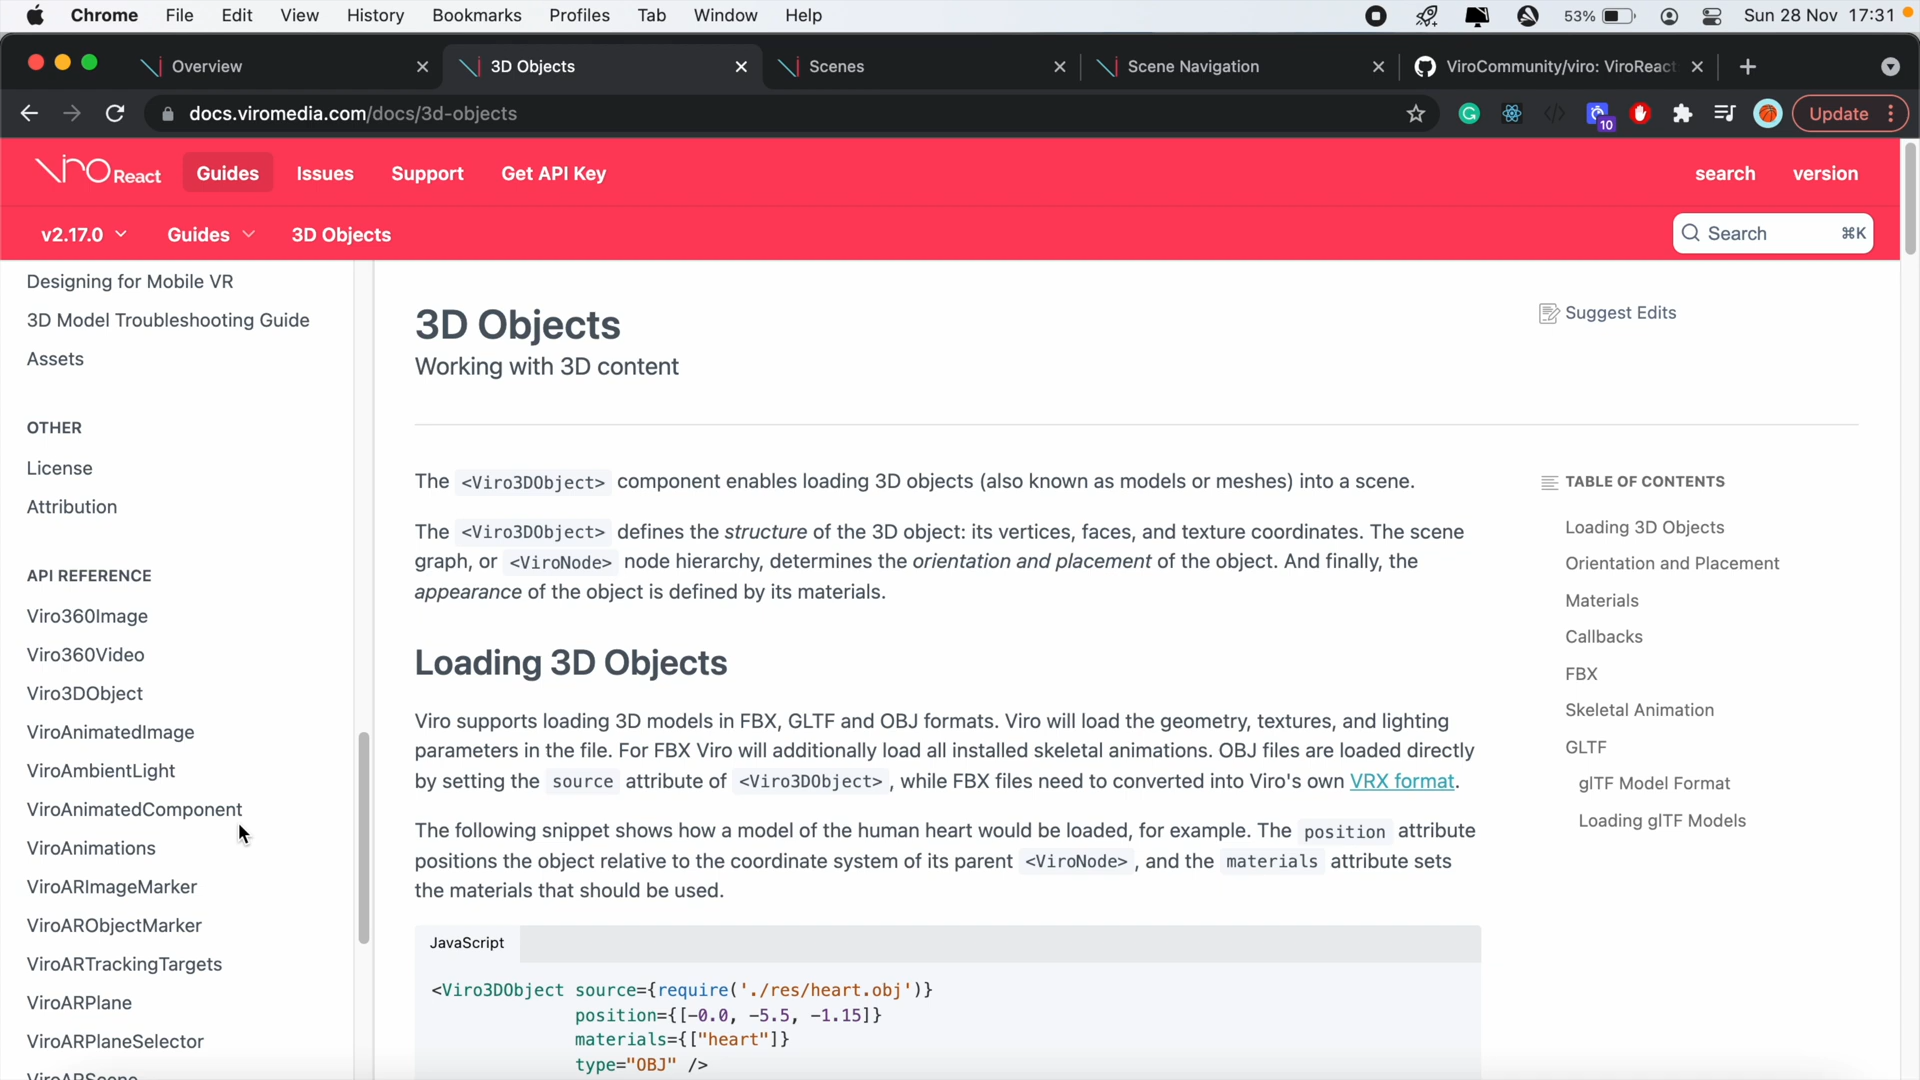 Chrome File Edit View History Bookmarks Profiles Tab Window Help 53% Sun 28 Nov 17:31
Overview 3D Objects Scenes Scene Navigation ViroCommunity/viro: ViroReact
docs.viromedia.com/docs/3d-objects 10 Update
Viro React Guides Issues Support Get API Key search version
v2.17.0 Guides 3D Objects Search ⌘K
Designing for Mobile VR
3D Model Troubleshooting Guide
Assets
OTHER
License
Attribution
API REFERENCE
Viro360Image
Viro360Video
Viro3DObject
ViroAnimatedImage
ViroAmbientLight
ViroAnimatedComponent
ViroAnimations
ViroARImageMarker
ViroARObjectMarker
ViroARTrackingTargets
ViroARPlane
ViroARPlaneSelector
ViroARScene
3D Objects
Working with 3D content
Suggest Edits
The <Viro3DObject> component enables loading 3D objects (also known as models or meshes) into a scene.
The <Viro3DObject> defines the structure of the 3D object: its vertices, faces, and texture coordinates. The scene
graph, or <ViroNode> node hierarchy, determines the orientation and placement of the object. And finally, the
appearance of the object is defined by its materials.
Loading 3D Objects
Viro supports loading 3D models in FBX, GLTF and OBJ formats. Viro will load the geometry, textures, and lighting
parameters in the file. For FBX Viro will additionally load all installed skeletal animations. OBJ files are loaded directly
by setting the source attribute of <Viro3DObject> , while FBX files need to converted into Viro's own VRX format.
The following snippet shows how a model of the human heart would be loaded, for example. The position attribute
positions the object relative to the coordinate system of its parent <ViroNode> , and the materials attribute sets
the materials that should be used.
JavaScript
<Viro3DObject source={require('./res/heart.obj')}
position={[-0.0, -5.5, -1.15]}
materials={["heart"]}
type="OBJ" />
TABLE OF CONTENTS
Loading 3D Objects
Orientation and Placement
Materials
Callbacks
FBX
Skeletal Animation
GLTF
glTF Model Format
Loading glTF Models